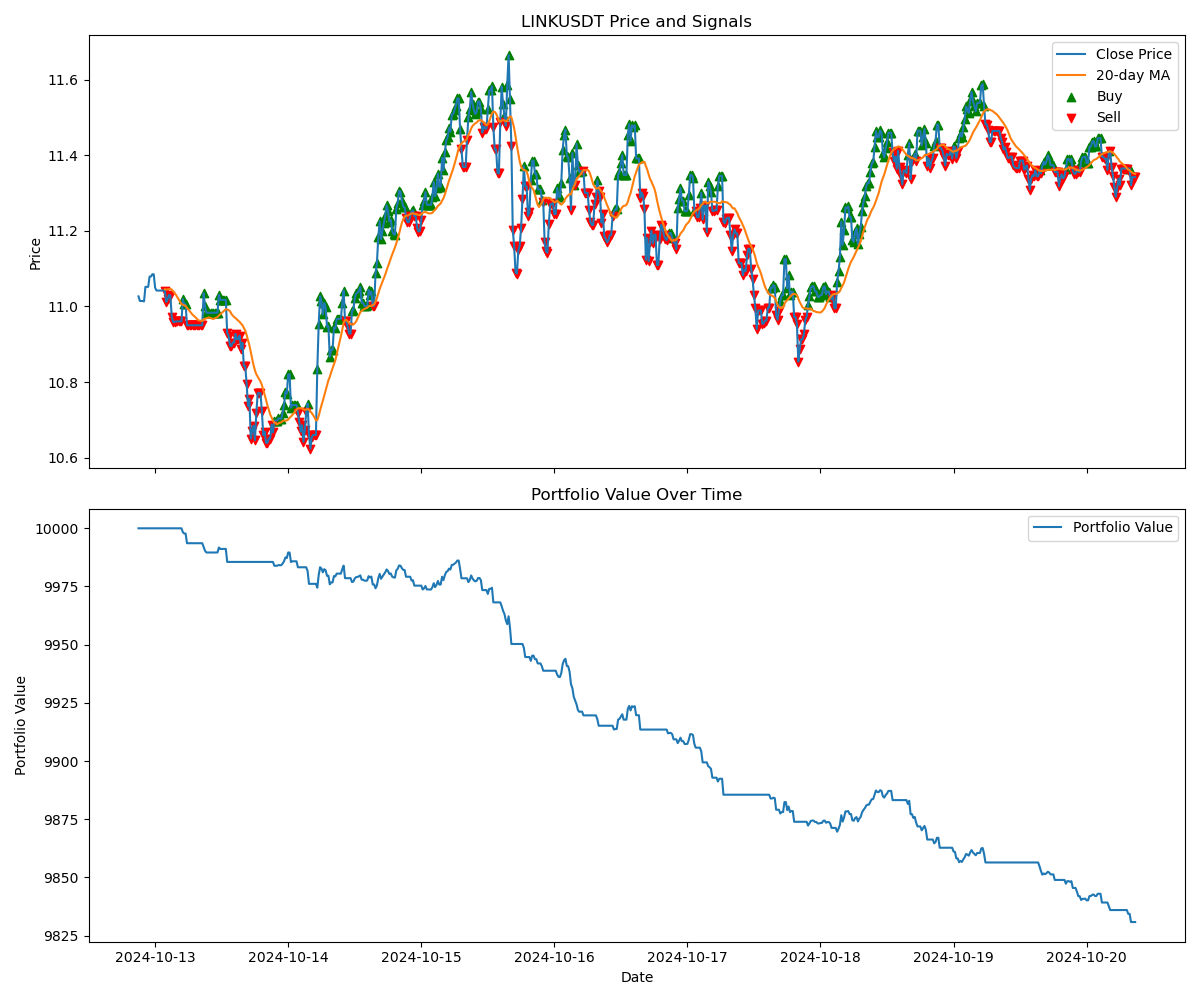 LINKUSDT Price and Signals
Price
11.6
11.4
11.2
11.0
10.8
10.6
Close Price
20-day MA
Buy
Sell
Portfolio Value Over Time
Portfolio Value
10000
9975
9950
9925
9900
9875
9850
9825
Portfolio Value
2024-10-13 2024-10-14 2024-10-15 2024-10-16 2024-10-17 2024-10-18 2024-10-19 2024-10-20
Date